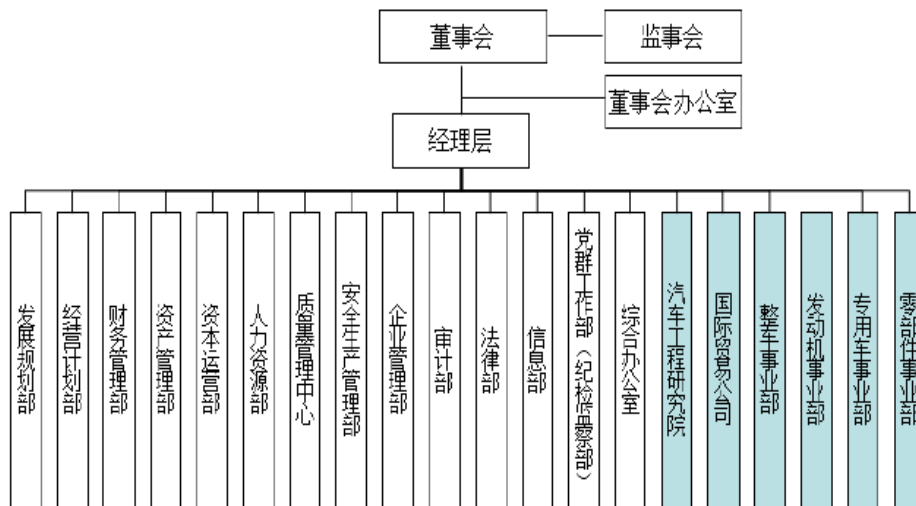 董事会
监事会
董事会办公室
经理层
发展规划部
经营计划部
财务管理部
资产管理部
资本运营部
人力资源部
质量管理中心
安全生产管理部
企业管理部
审计部
法律部
信息部
党群工作部（纪检监察部）
综合办公室
汽车工程研究院
国际贸易公司
整车事业部
发动机事业部
专用车事业部
零部件事业部